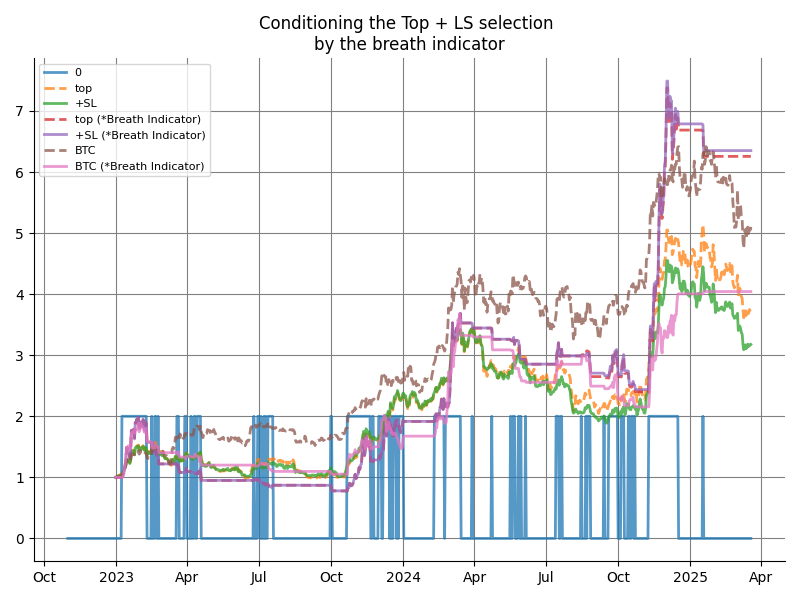 Conditioning the Top + LS selection
by the breath indicator
0
top
+SL
top (*Breath Indicator)
+SL (*Breath Indicator)
BTC
BTC (*Breath Indicator)
7
6
5
4
3
2
1
0
Oct 2023 Apr Jul Oct 2024 Apr Jul Oct 2025 Apr